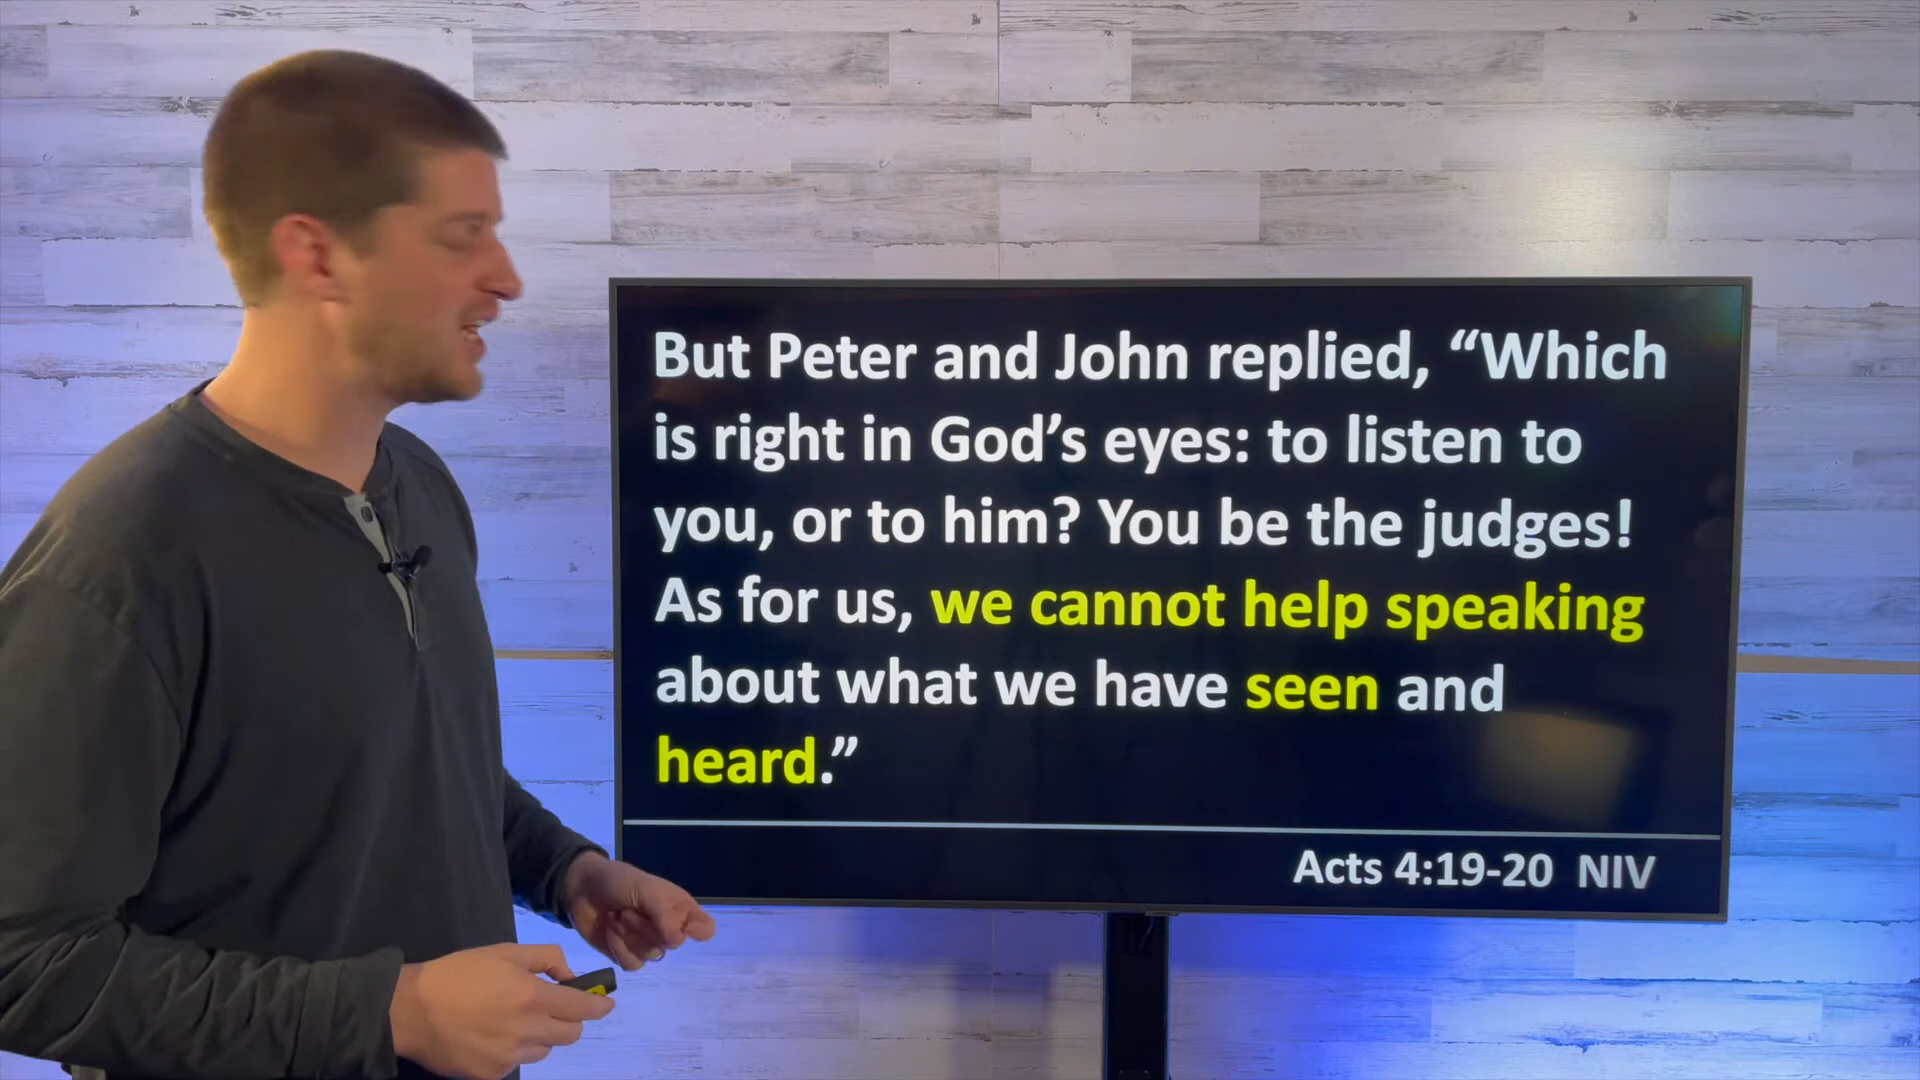 But Peter and John replied, “Which
is right in God’s eyes: to listen to
you, or to him? You be the judges!
As for us, we cannot help speaking
about what we have seen and
heard.”
Acts 4:19-20 NIV